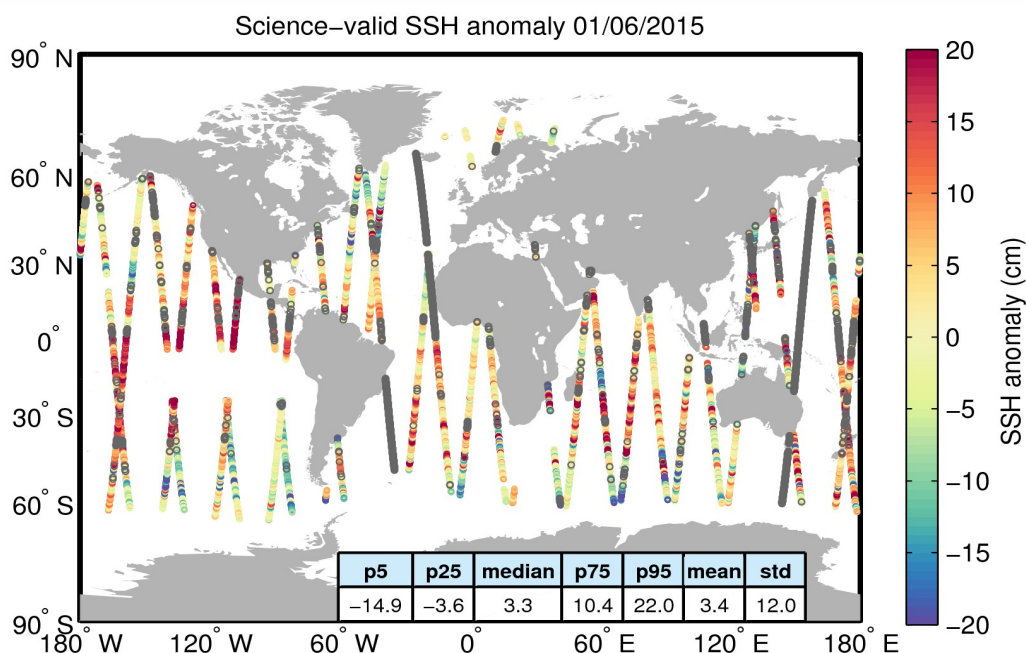 Science−valid SSH anomaly 01/06/2015
90° N
60° N
30° N
0°
30° S
60° S
90° S
180° W
120° W
60° W
0°
60° E
120° E
180° E
p5 p25 median p75 p95 mean std
−14.9 −3.6 3.3 10.4 22.0 3.4 12.0
20
15
10
5
0
−5
−10
−15
−20
SSH anomaly (cm)